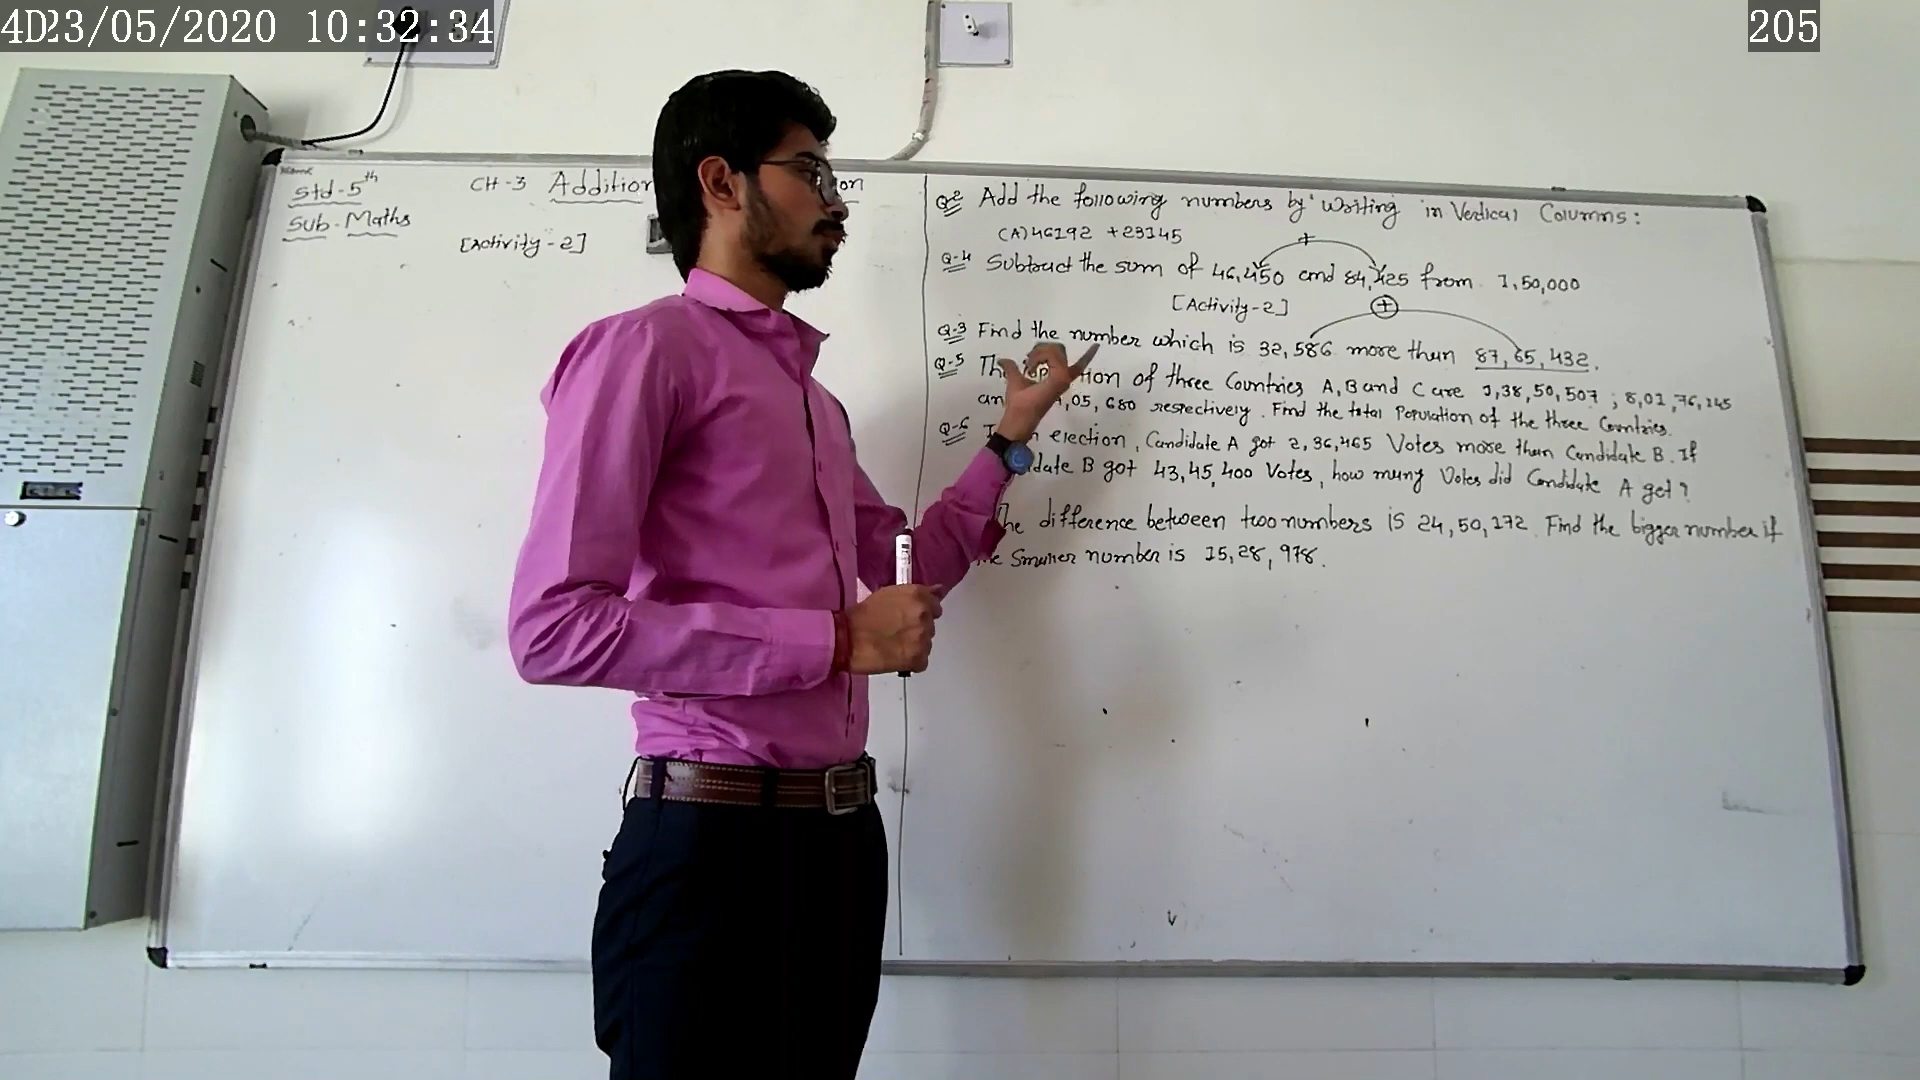 4D23/05/2020 10:32:34
205
Name
Std-5th
Sub-Maths
CH-3 Addition
[Activity-2]
Q-2 Add the following numbers by writing in Vertical Columns:
(A) 46192 +23145
+
Q-4 Subtract the sum of 46,450 and 84,425 from 1,50,000
[Activity-2]
+
Q-3 Find the number which is 32,586 more than 87,65,432.
Q-5 The of three Countries A, B and C are 1,38,50,507 ; 8,01,76,145
,05,680 respectively. Find the total Population of the three Countries.
Q-6 election, Candidate A got 2,36,465 Votes more than Candidate B. If
idate B got 43,45,400 Votes, how many Votes did Candidate A get?
The difference between two numbers is 24,50,172. Find the bigger number if
Smaller number is 15,28,978.